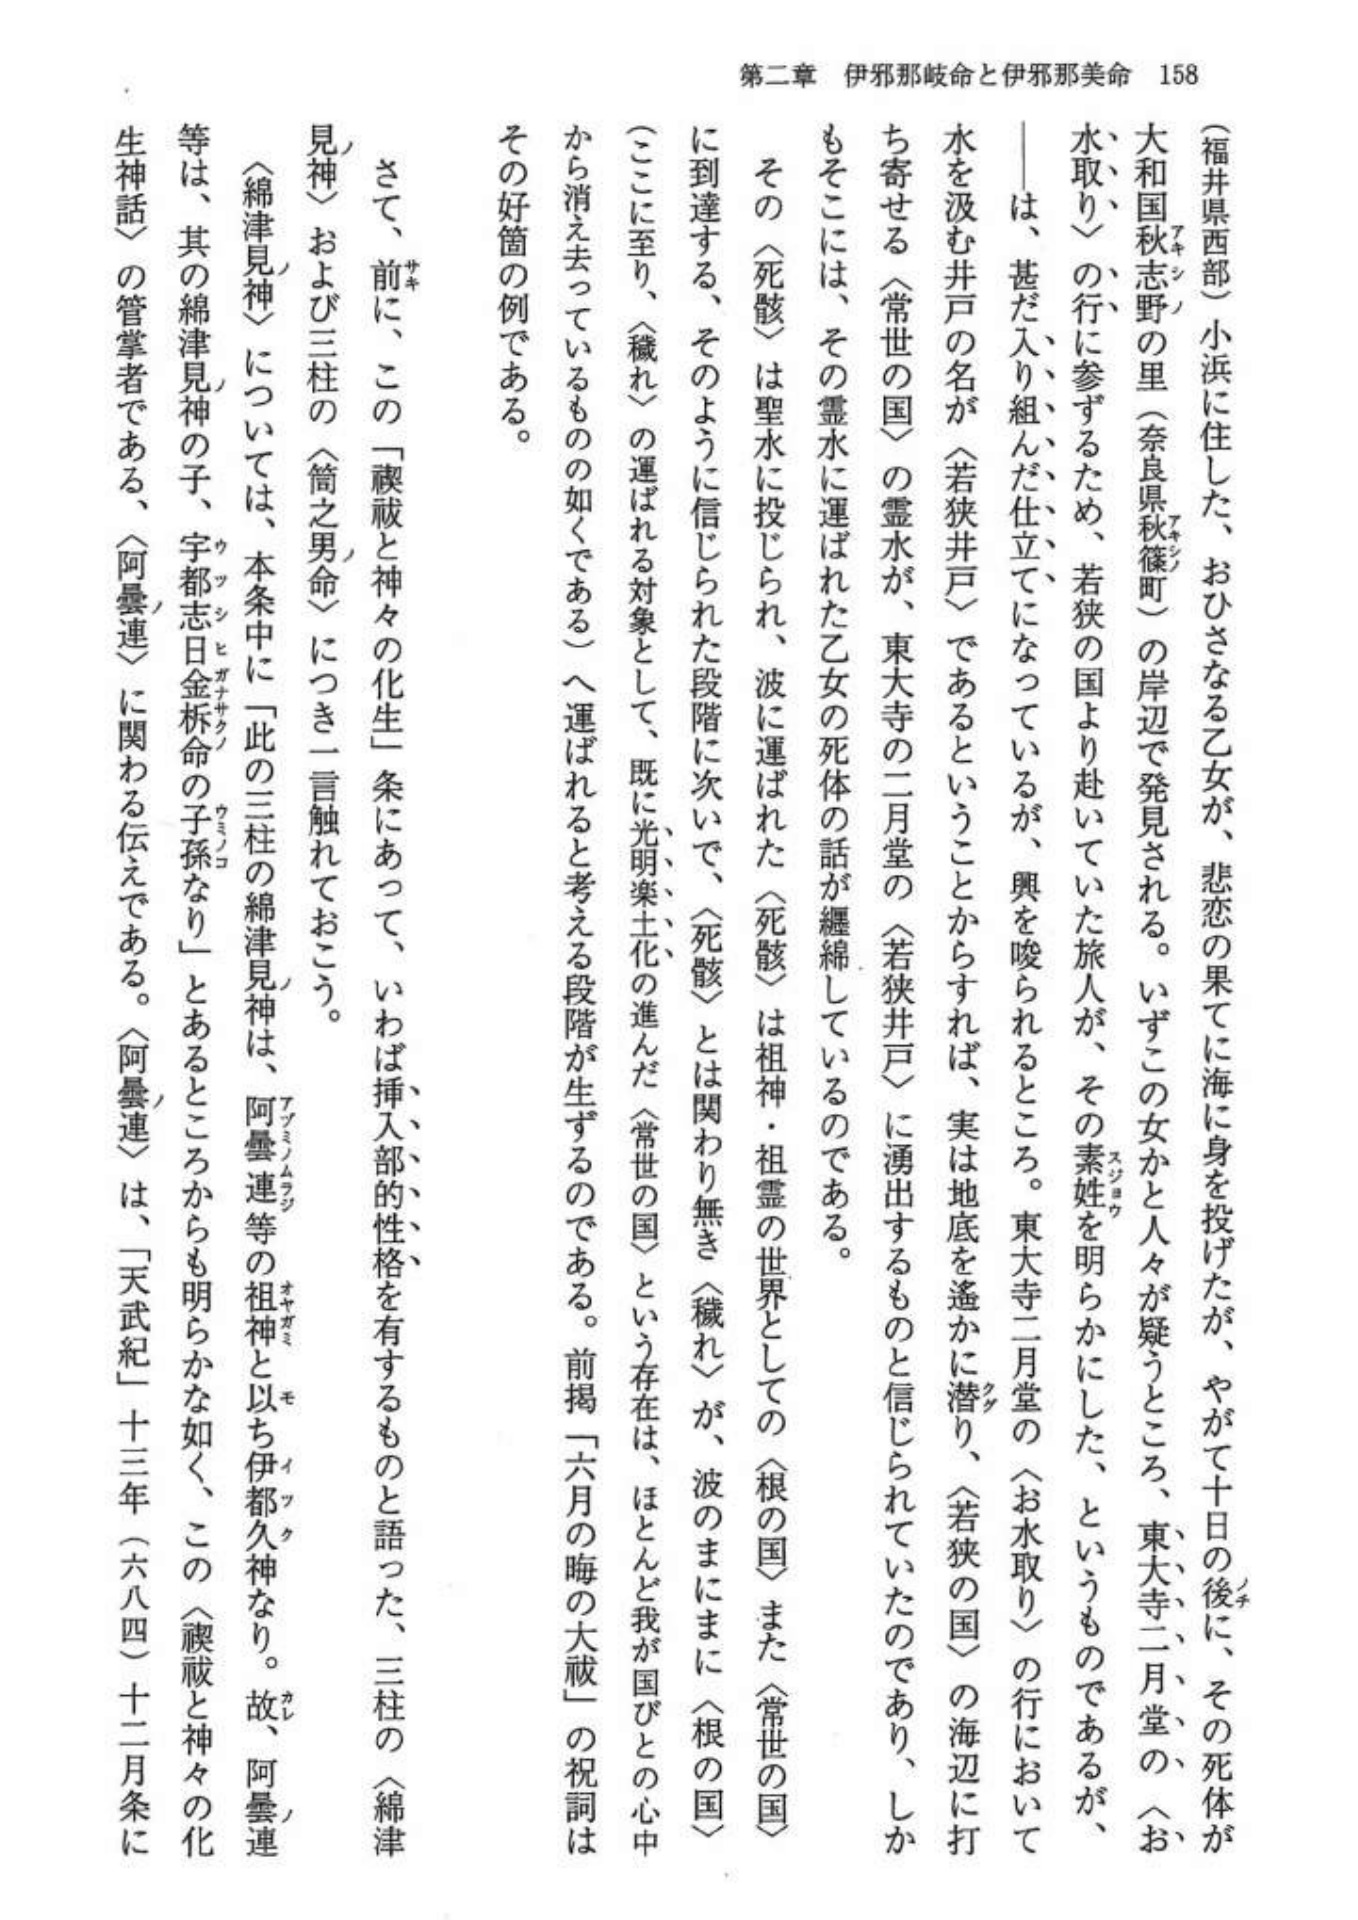 第二章　伊邪那岐命と伊邪那美命　158
（福井県西部）小浜に住した、おひさなる乙女が、悲恋の果てに海に身を投げたが、やがて十日の後に、その死体が
大和国秋志野の里（奈良県秋篠町）の岸辺で発見される。いずこの女かと人々が疑うところ、東大寺二月堂の〈お
水取り〉の行に参ずるため、若狭の国より赴いていた旅人が、その素姓を明らかにした、というものであるが、
――は、甚だ入り組んだ仕立てになっているが、興を唆られるところ。東大寺二月堂の〈お水取り〉の行において
水を汲む井戸の名が〈若狭井戸〉であるということからすれば、実は地底を遙かに潜り、〈若狭の国〉の海辺に打
ち寄せる〈常世の国〉の霊水が、東大寺の二月堂の〈若狭井戸〉に湧出するものと信じられていたのであり、しか
もそこには、その霊水に運ばれた乙女の死体の話が纏綿しているのである。
その〈死骸〉は聖水に投じられ、波に運ばれた〈死骸〉は祖神・祖霊の世界としての〈根の国〉また〈常世の国〉
に到達する、そのように信じられた段階に次いで、〈死骸〉とは関わり無き〈穢れ〉が、波のまにまに〈根の国〉
（ここに至り、〈穢れ〉の運ばれる対象として、既に光明楽土化の進んだ〈常世の国〉という存在は、ほとんど我が国びとの心中
から消え去っているものの如くである）へ運ばれると考える段階が生ずるのである。前掲「六月の晦の大祓」の祝詞は
その好箇の例である。
さて、前に、この「禊祓と神々の化生」条にあって、いわば挿入部的性格を有するものと語った、三柱の〈綿津
見神〉および三柱の〈筒之男命〉につき一言触れておこう。
〈綿津見神〉については、本条中に「此の三柱の綿津見神は、阿曇連等の祖神と以ち伊都久神なり。故、阿曇連
等は、其の綿津見神の子、宇都志日金柝命の子孫なり」とあるところからも明らかな如く、この〈禊祓と神々の化
生神話〉の管掌者である、〈阿曇連〉に関わる伝えである。〈阿曇連〉は、「天武紀」十三年（六八四）十二月条に